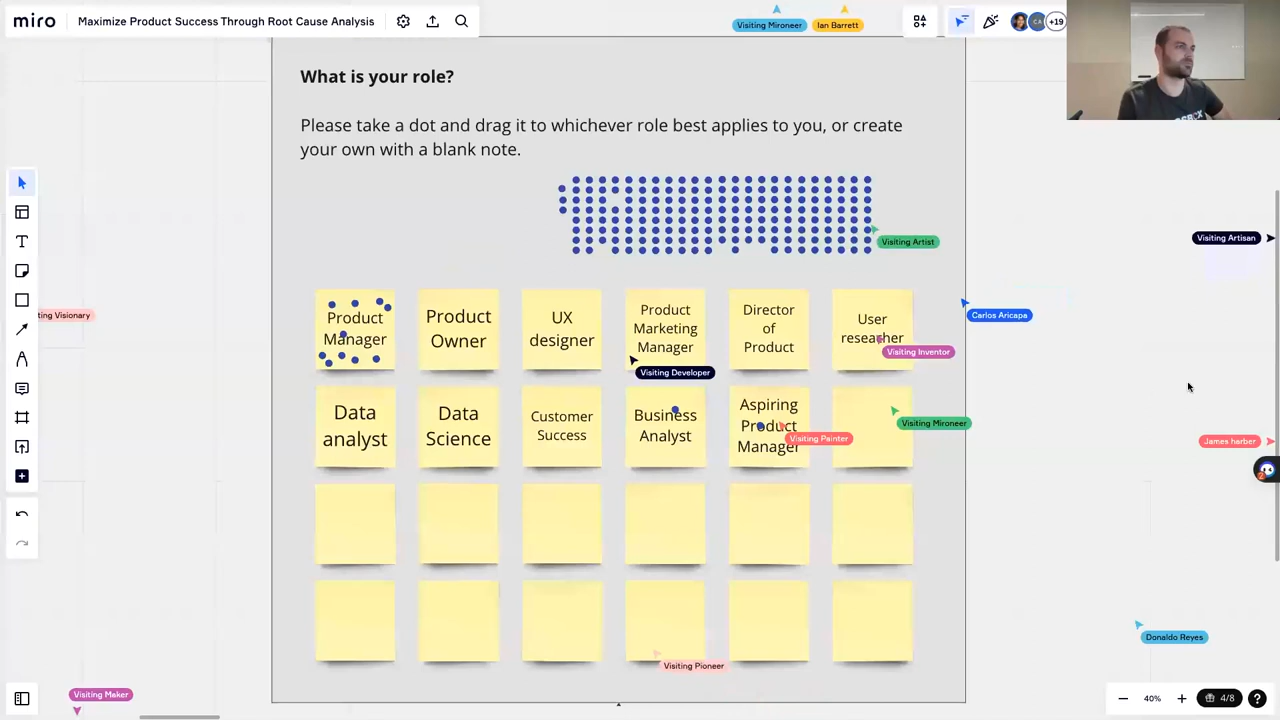 miro
Maximize Product Success Through Root Cause Analysis
Visiting Mironeer
Ian Barrett
CA
+19
What is your role?
Please take a dot and drag it to whichever role best applies to you, or create
your own with a blank note.
Visiting Artist
Visiting Artisan
ting Visionary
Carlos Aricapa
Product
Manager
Product
Owner
UX
designer
Product
Marketing
Manager
Director
of
Product
User
researcher
Visiting Inventor
Visiting Developer
Data
analyst
Data
Science
Customer
Success
Business
Analyst
Aspiring
Product
Manager
Visiting Painter
Visiting Mironeer
James harber
Donaldo Reyes
Visiting Pioneer
Visiting Maker
40%
4/8